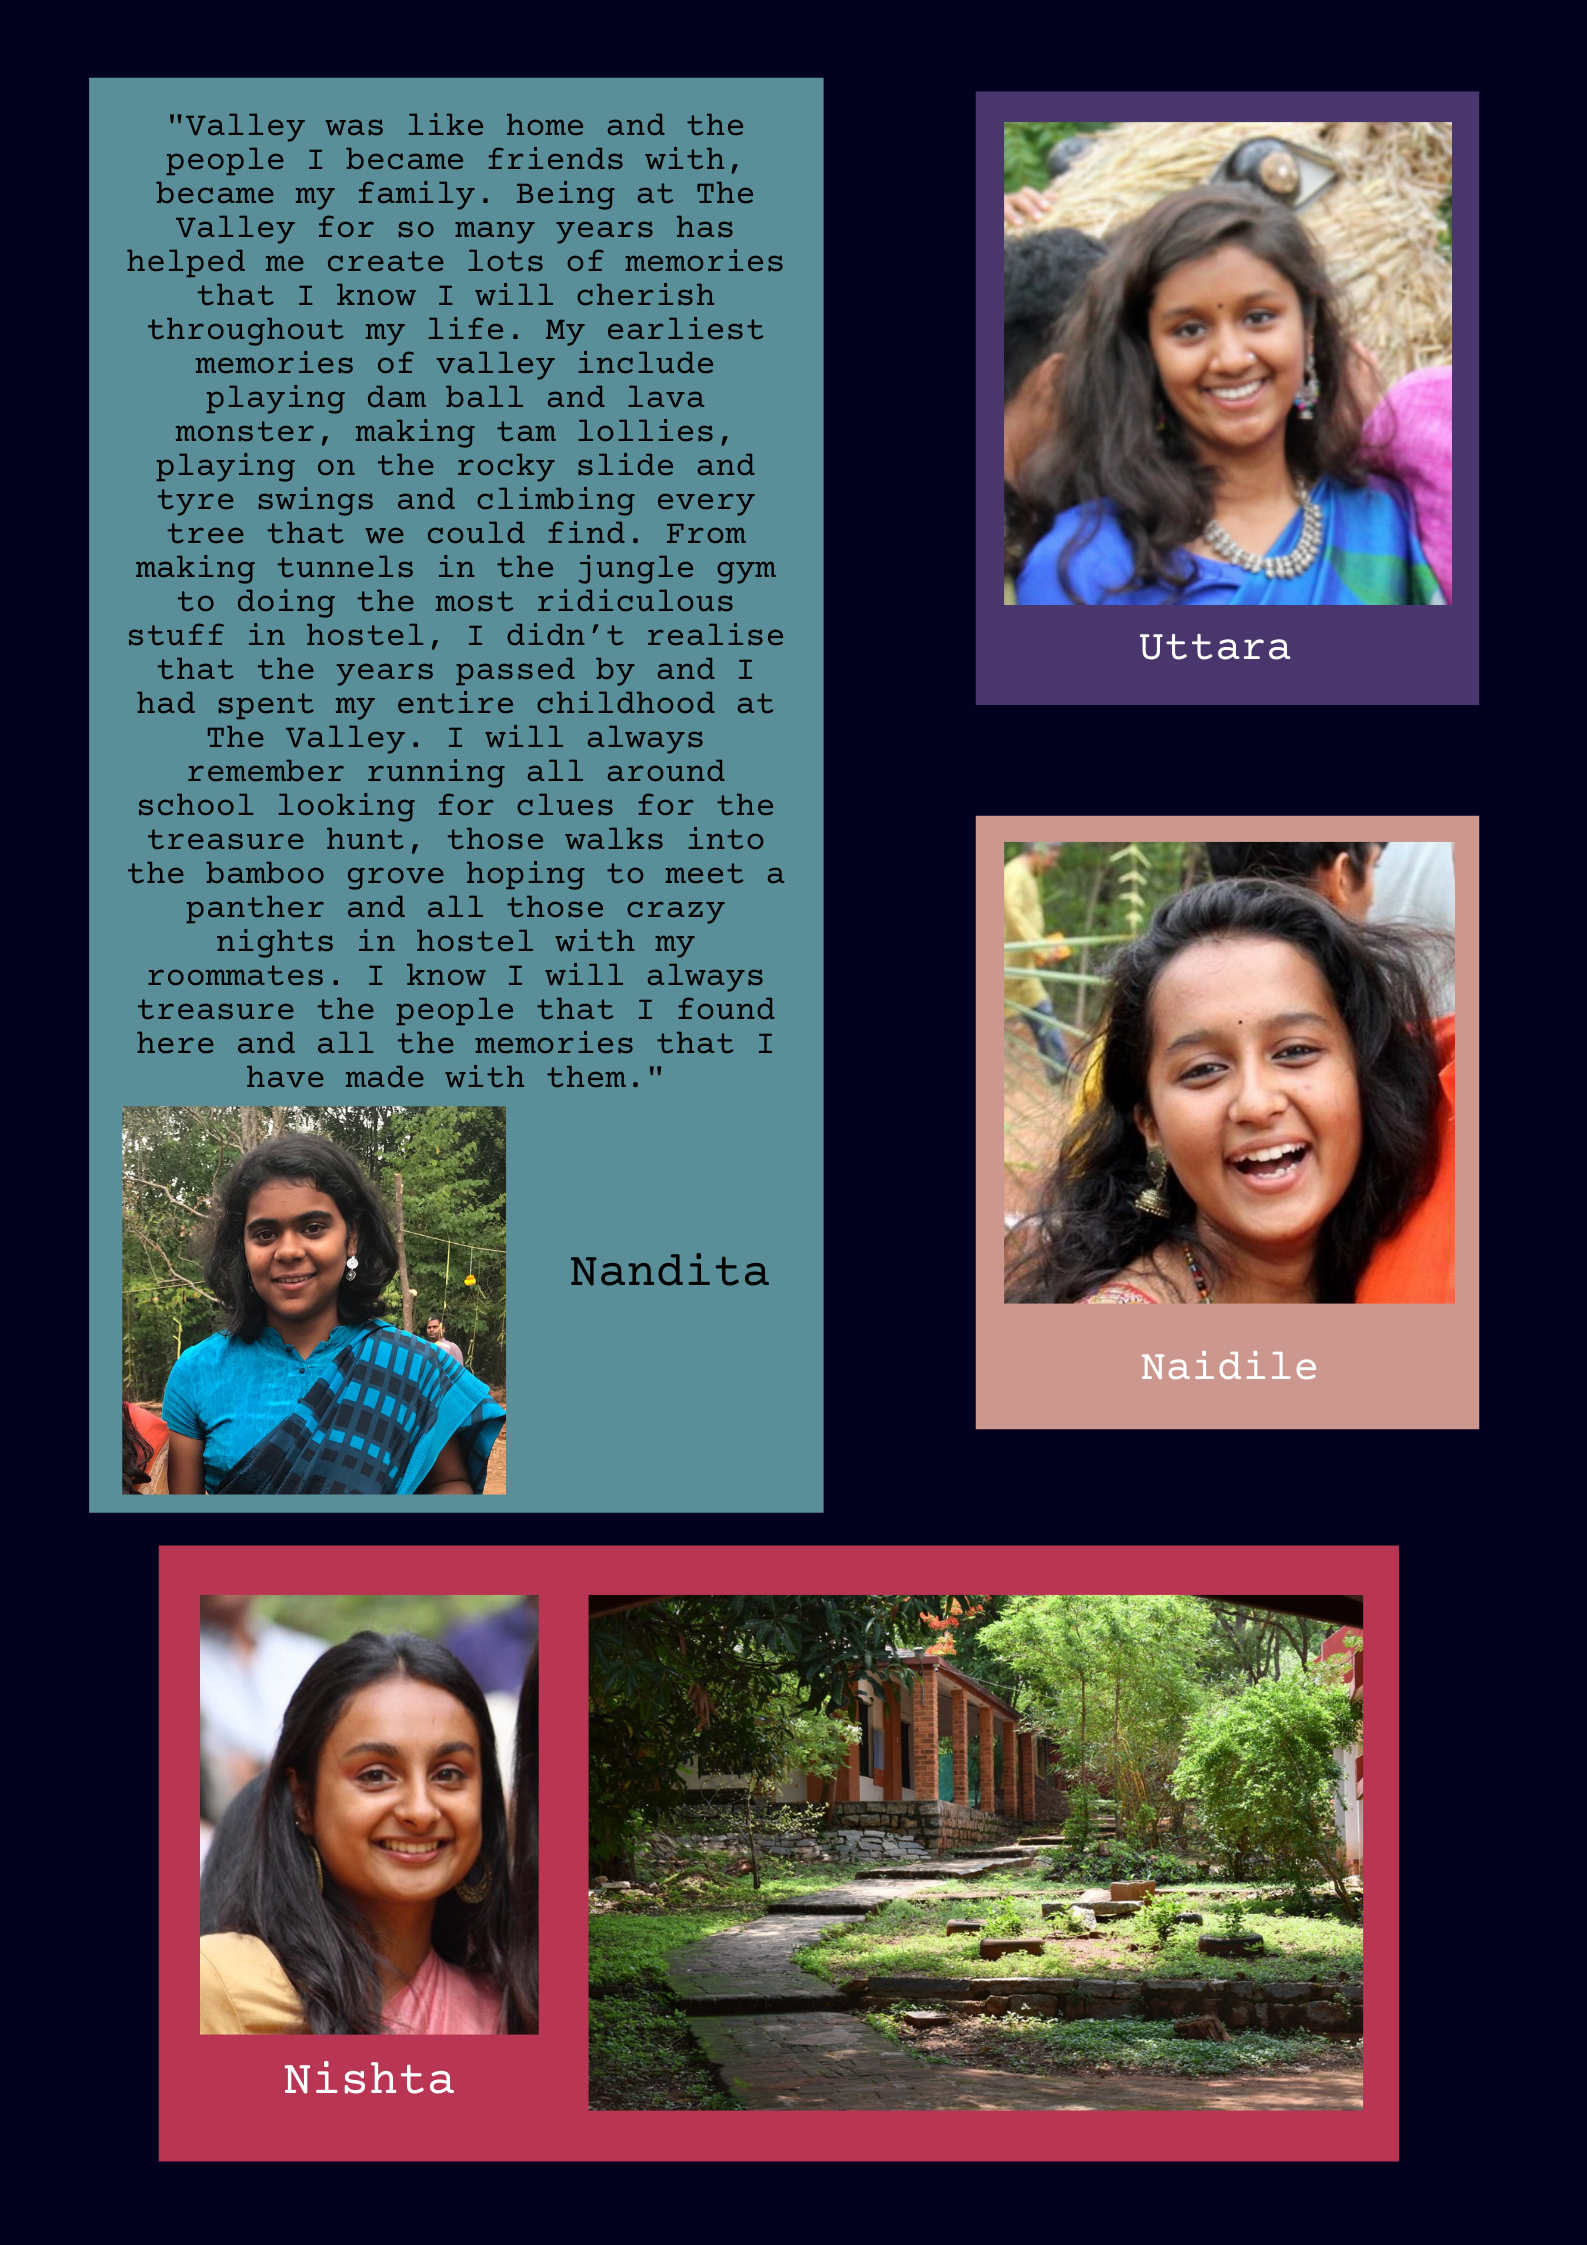 "Valley was like home and the
people I became friends with,
became my family. Being at The
Valley for so many years has
helped me create lots of memories
that I know I will cherish
throughout my life. My earliest
memories of valley include
playing dam ball and lava
monster, making tam lollies,
playing on the rocky slide and
tyre swings and climbing every
tree that we could find. From
making tunnels in the jungle gym
to doing the most ridiculous
stuff in hostel, I didn’t realise
that the years passed by and I
had spent my entire childhood at
The Valley. I will always
remember running all around
school looking for clues for the
treasure hunt, those walks into
the bamboo grove hoping to meet a
panther and all those crazy
nights in hostel with my
roommates. I know I will always
treasure the people that I found
here and all the memories that I
have made with them."
Nandita
Uttara
Naidile
Nishta